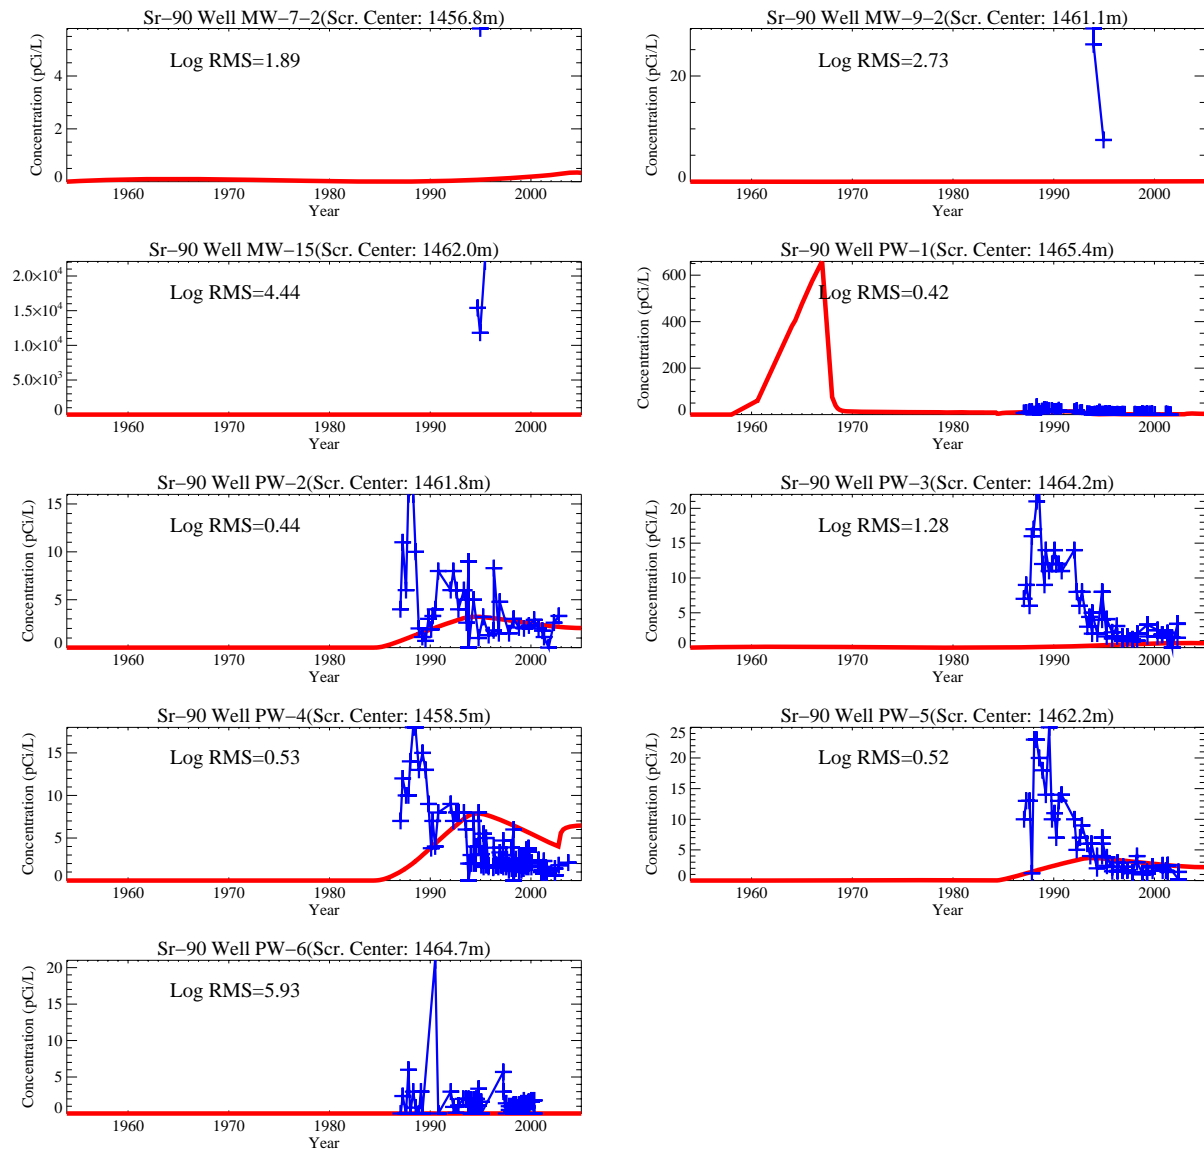 Sr−90 Well MW−7−2(Scr. Center: 1456.8m)
Concentration (pCi/L)
4
2
0
Log RMS=1.89
1960 1970 1980 1990 2000
Year
Sr−90 Well MW−9−2(Scr. Center: 1461.1m)
Concentration (pCi/L)
20
0
Log RMS=2.73
1960 1970 1980 1990 2000
Year
Sr−90 Well MW−15(Scr. Center: 1462.0m)
Concentration (pCi/L)
2.0×10⁴
1.5×10⁴
1.0×10⁴
5.0×10³
0
Log RMS=4.44
1960 1970 1980 1990 2000
Year
Sr−90 Well PW−1(Scr. Center: 1465.4m)
Concentration (pCi/L)
600
400
200
0
Log RMS=0.42
1960 1970 1980 1990 2000
Year
Sr−90 Well PW−2(Scr. Center: 1461.8m)
Concentration (pCi/L)
15
10
5
0
Log RMS=0.44
1960 1970 1980 1990 2000
Year
Sr−90 Well PW−3(Scr. Center: 1464.2m)
Concentration (pCi/L)
20
15
10
5
0
Log RMS=1.28
1960 1970 1980 1990 2000
Year
Sr−90 Well PW−4(Scr. Center: 1458.5m)
Concentration (pCi/L)
15
10
5
0
Log RMS=0.53
1960 1970 1980 1990 2000
Year
Sr−90 Well PW−5(Scr. Center: 1462.2m)
Concentration (pCi/L)
25
20
15
10
5
0
Log RMS=0.52
1960 1970 1980 1990 2000
Year
Sr−90 Well PW−6(Scr. Center: 1464.7m)
Concentration (pCi/L)
20
15
10
5
0
Log RMS=5.93
1960 1970 1980 1990 2000
Year